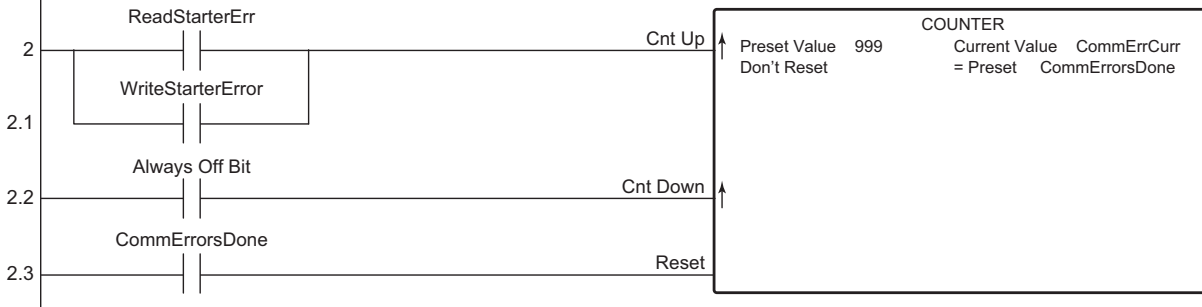 ReadStarterErr
2
Cnt Up
COUNTER
Preset Value 999 Current Value CommErrCurr
Don't Reset = Preset CommErrorsDone
WriteStarterError
2.1
Always Off Bit
2.2
Cnt Down
CommErrorsDone
2.3
Reset